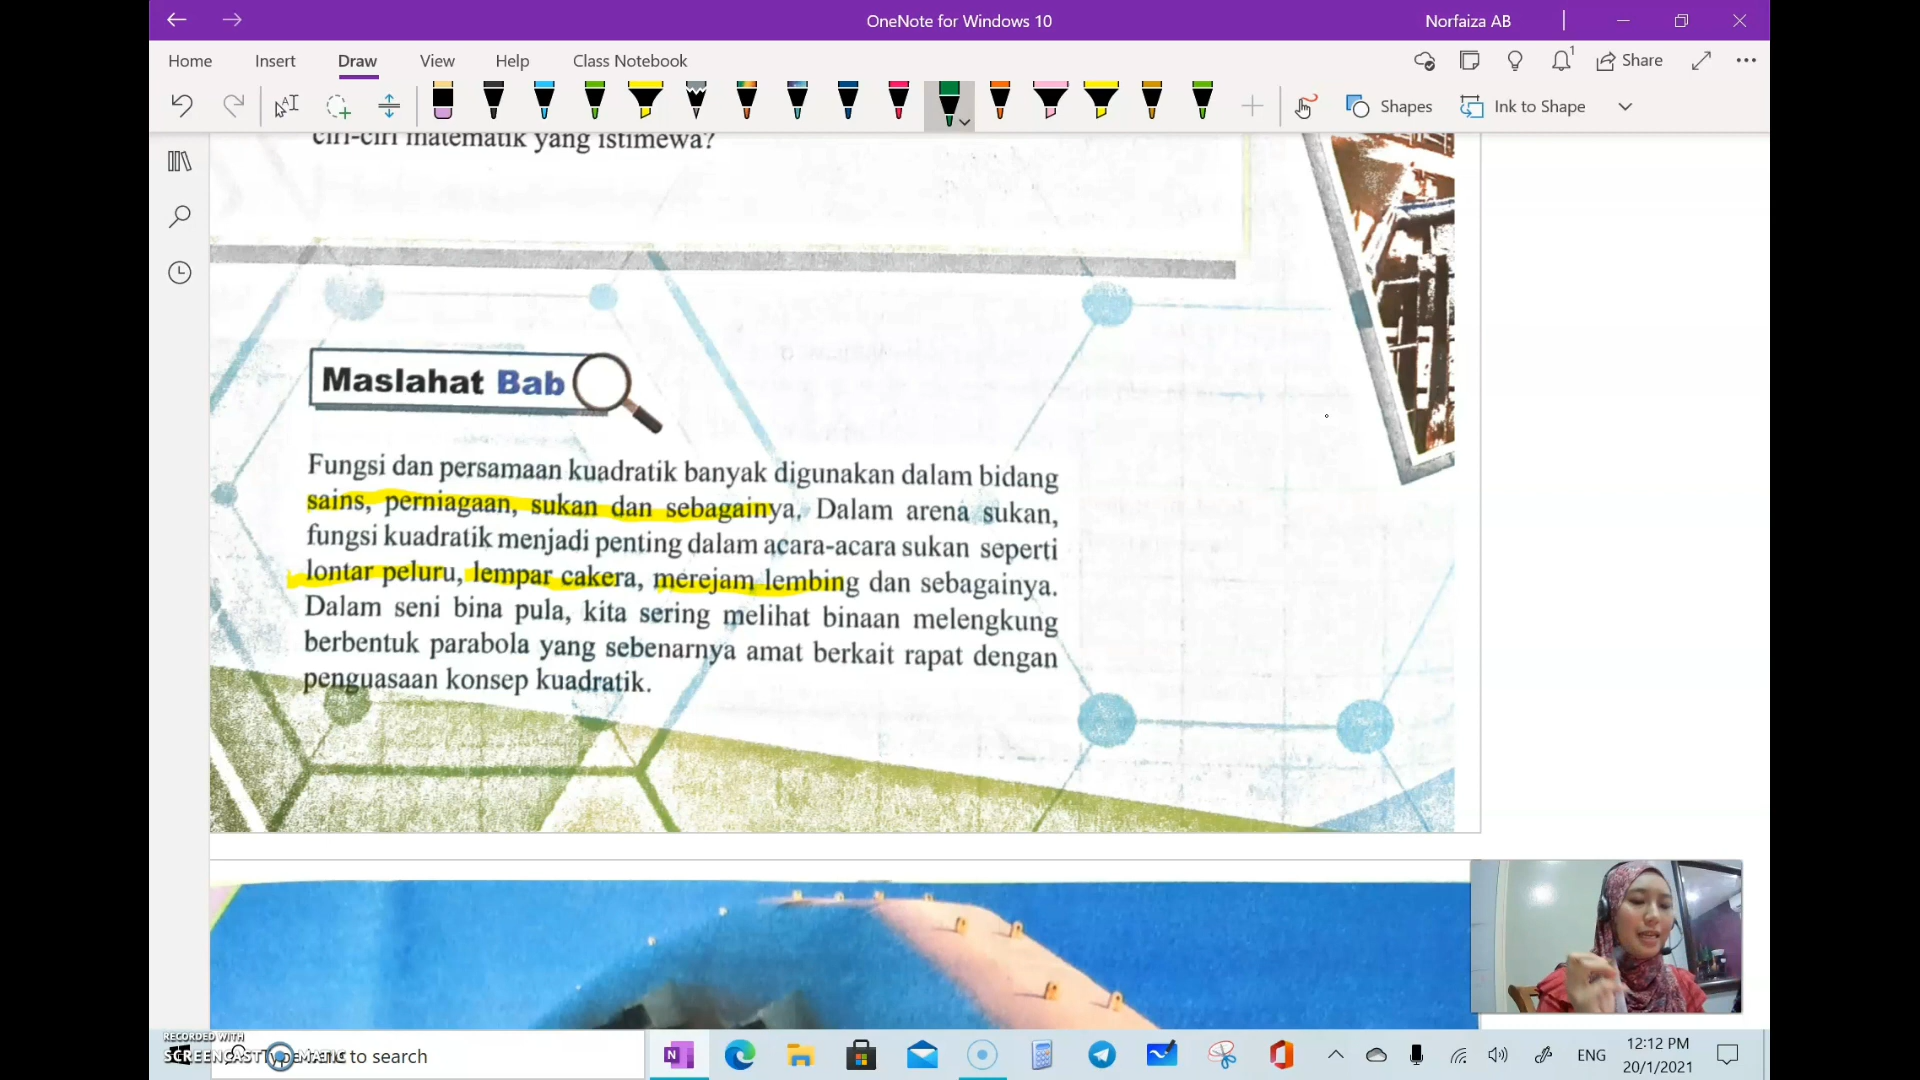 OneNote for Windows 10
Norfaiza AB
Home Insert Draw View Help Class Notebook
1
Share
Shapes
Ink to Shape
ciri-ciri matematik yang istimewa?
Maslahat Bab
Fungsi dan persamaan kuadratik banyak digunakan dalam bidang
sains, perniagaan, sukan dan sebagainya. Dalam arena sukan,
fungsi kuadratik menjadi penting dalam acara-acara sukan seperti
lontar peluru, lempar cakera, merejam lembing dan sebagainya.
Dalam seni bina pula, kita sering melihat binaan melengkung
berbentuk parabola yang sebenarnya amat berkait rapat dengan
penguasaan konsep kuadratik.
RECORDED WITH
SCREENCAST MATIC
Type here to search
ENG
12:12 PM
20/1/2021